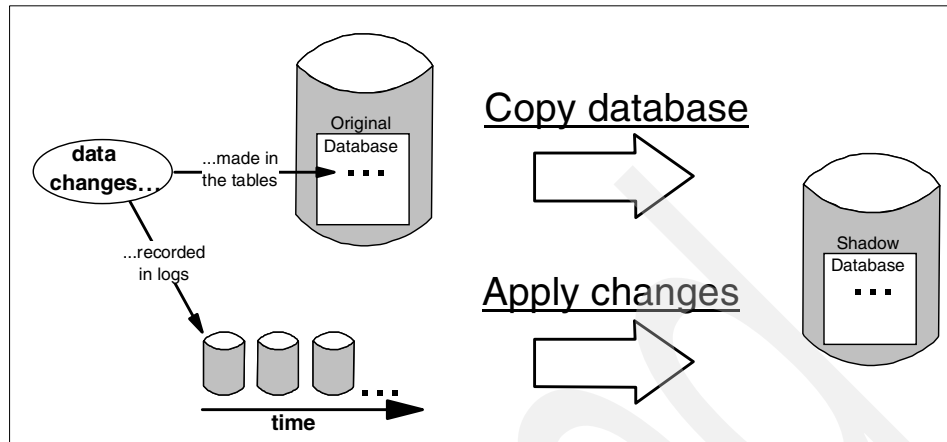 data
changes...
...made in
the tables
...recorded
in logs
Original
Database
...
Copy database
Apply changes
Shadow
Database
...
...
time